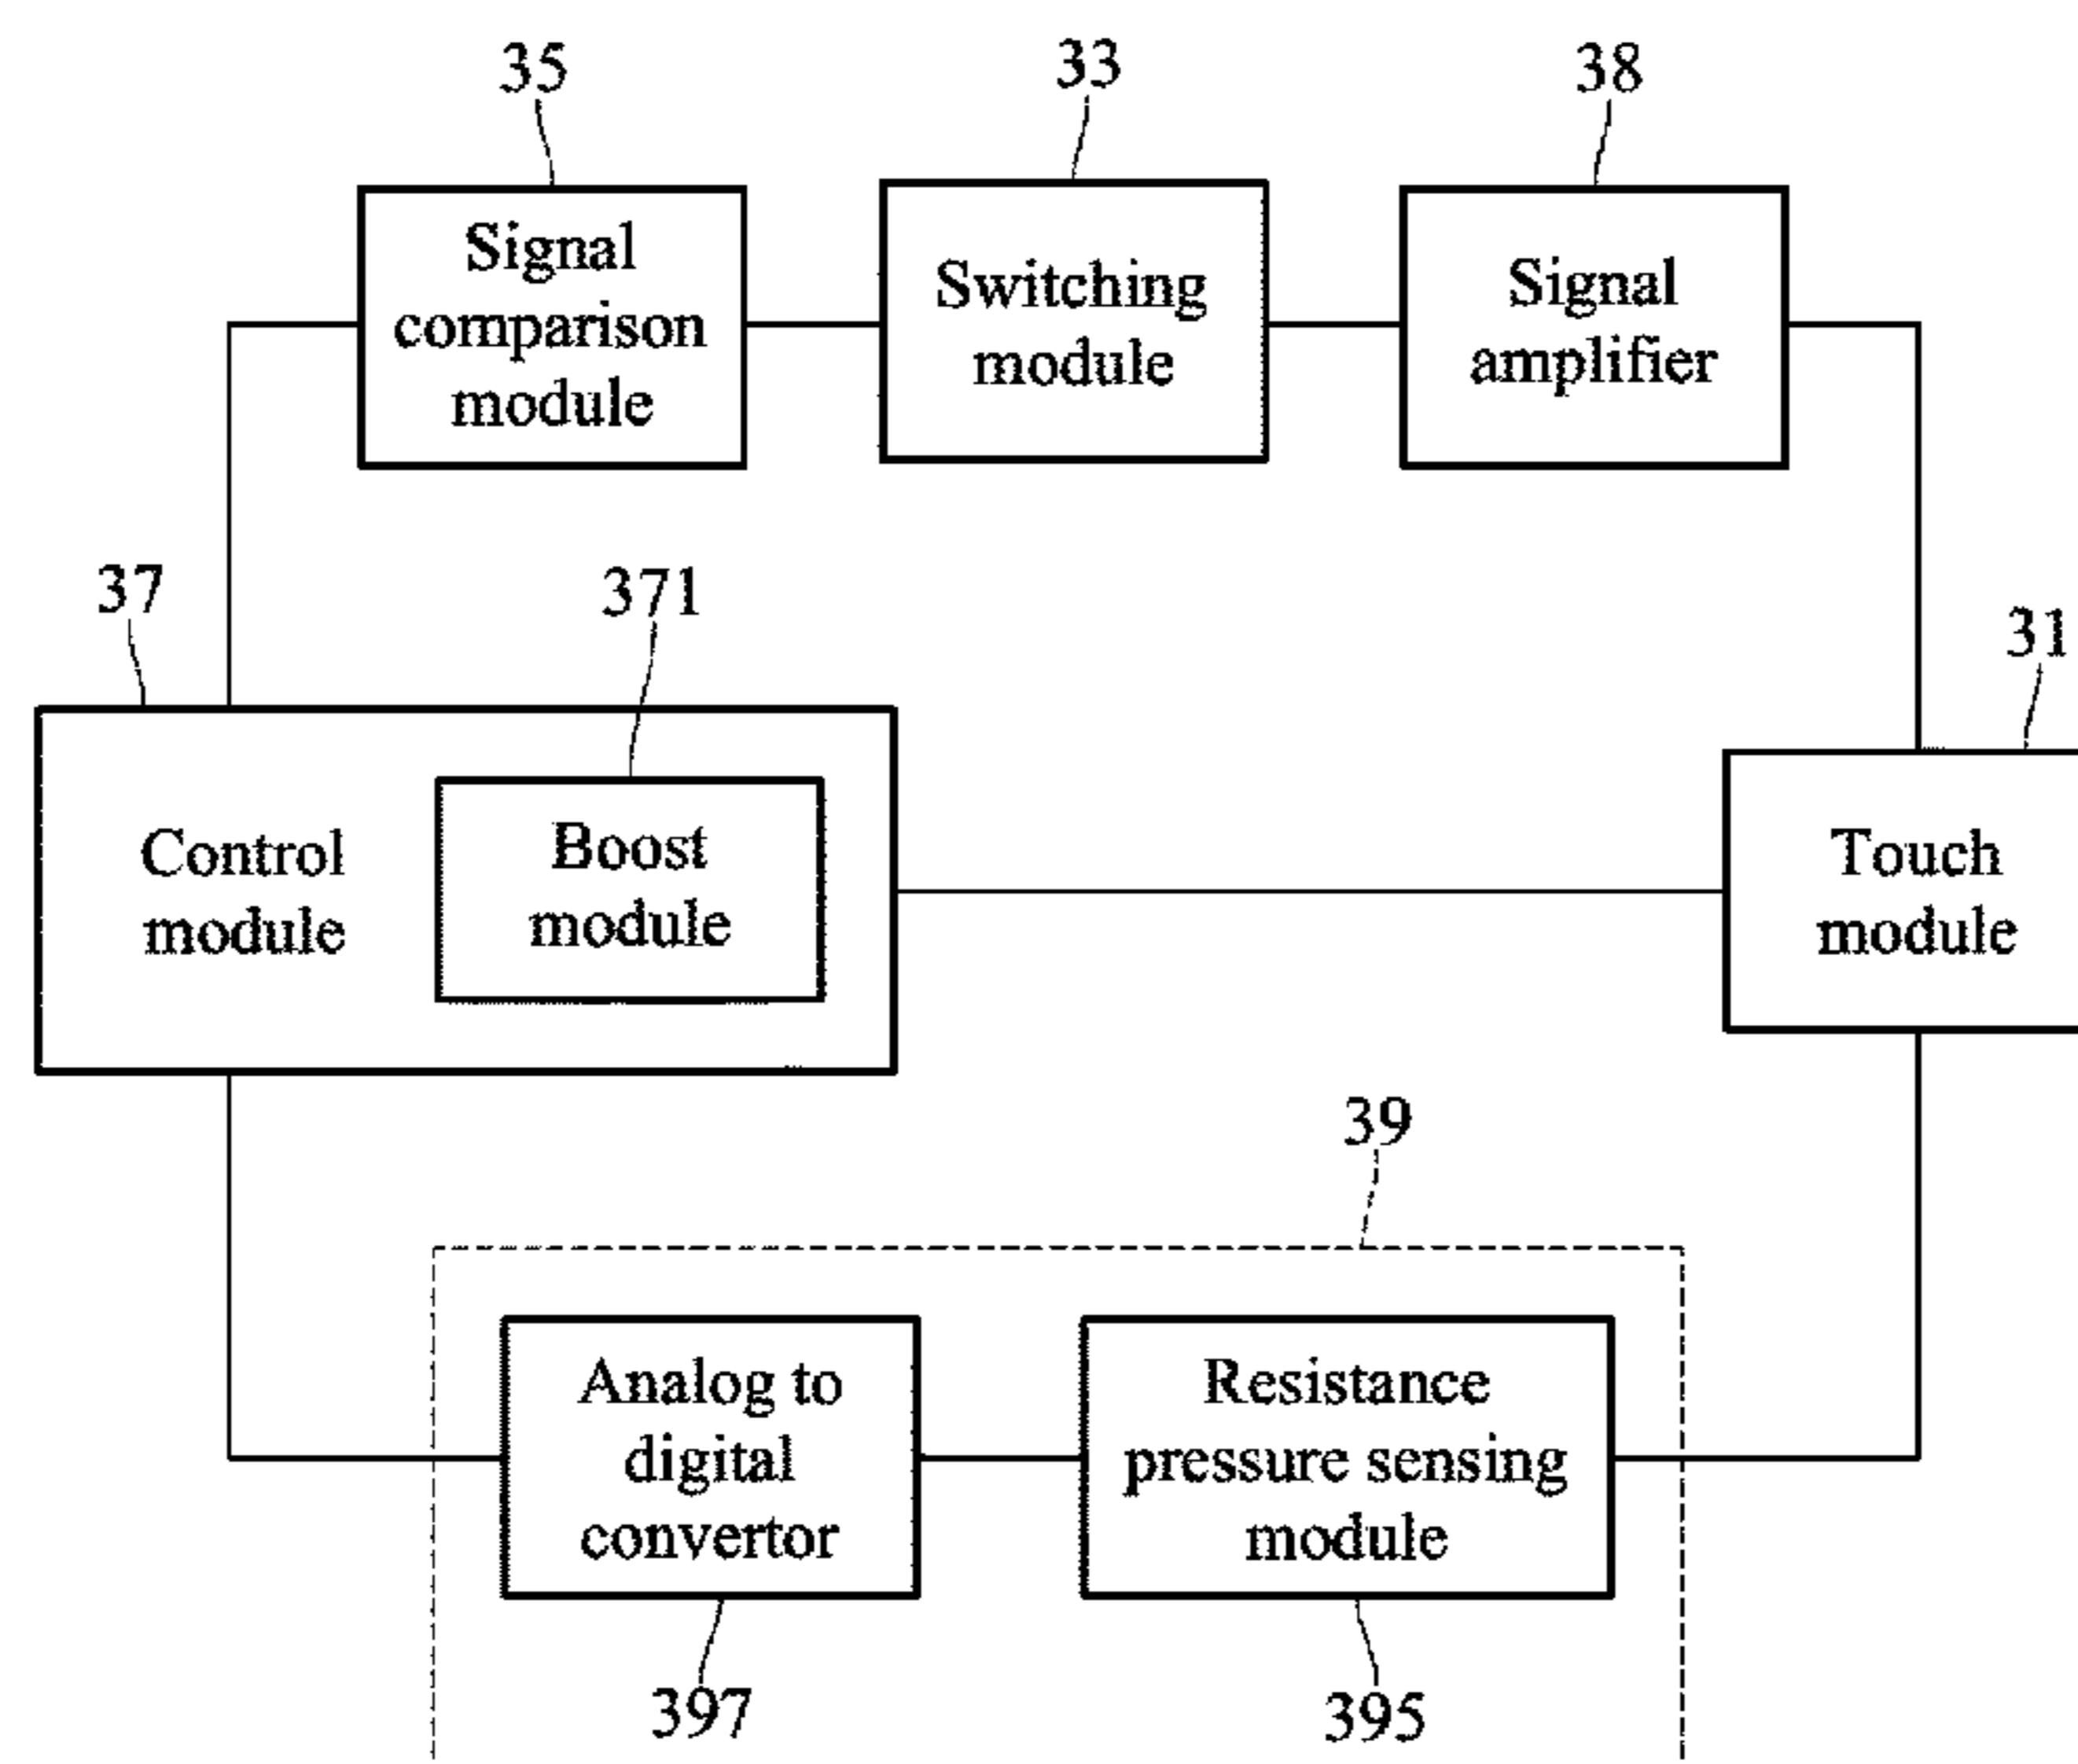 35
33
38
Signal
comparison
module
Switching
module
Signal
amplifier
37
371
31
Control
module
Boost
module
Touch
module
39
Analog to
digital
convertor
Resistance
pressure sensing
module
397
395